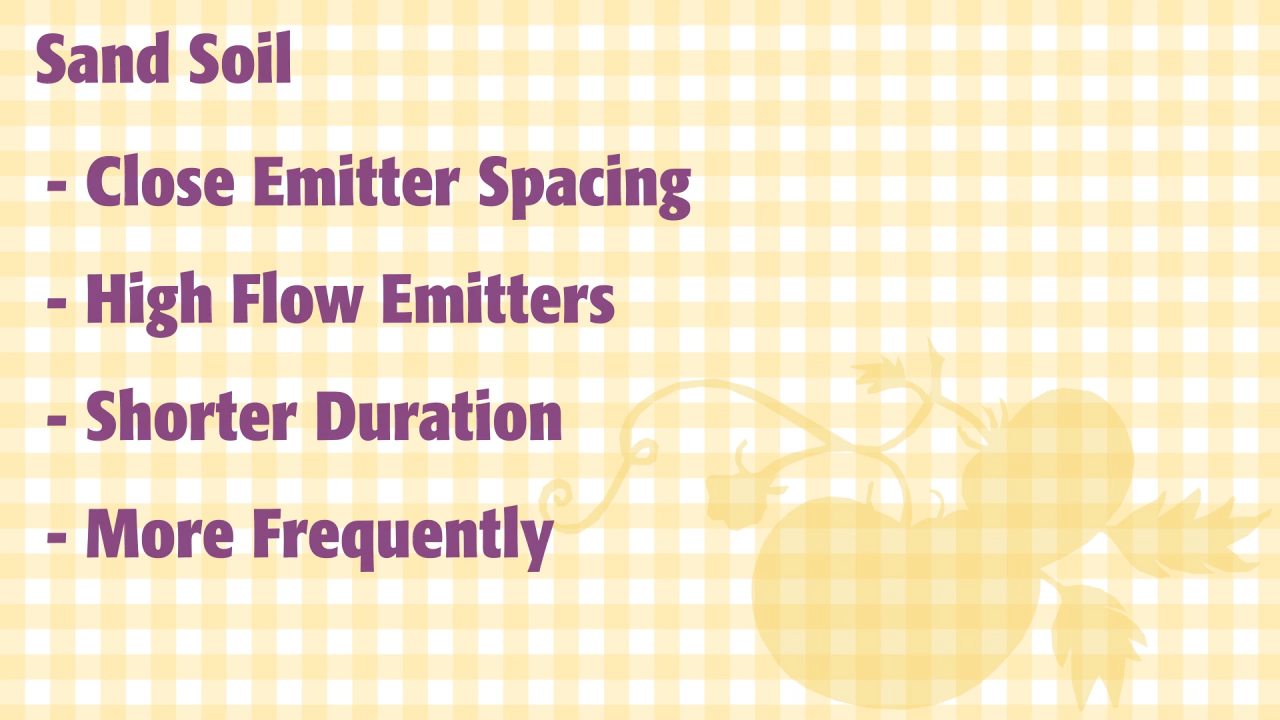 Sand Soil
- Close Emitter Spacing
- High Flow Emitters
- Shorter Duration
- More Frequently